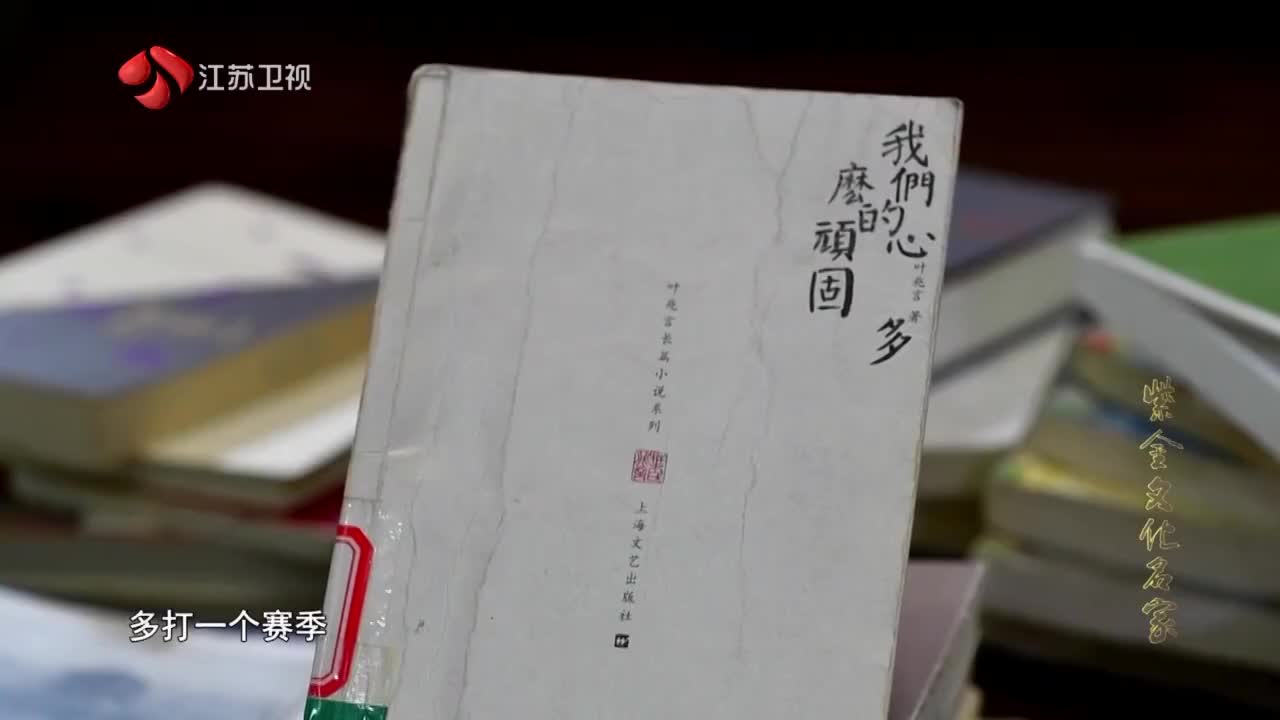 江苏卫视
我們的心
多
麽的
頑固
叶兆言 著
叶兆言长篇小说系列
上海文艺出版社
紫金文化名家
多打一个赛季